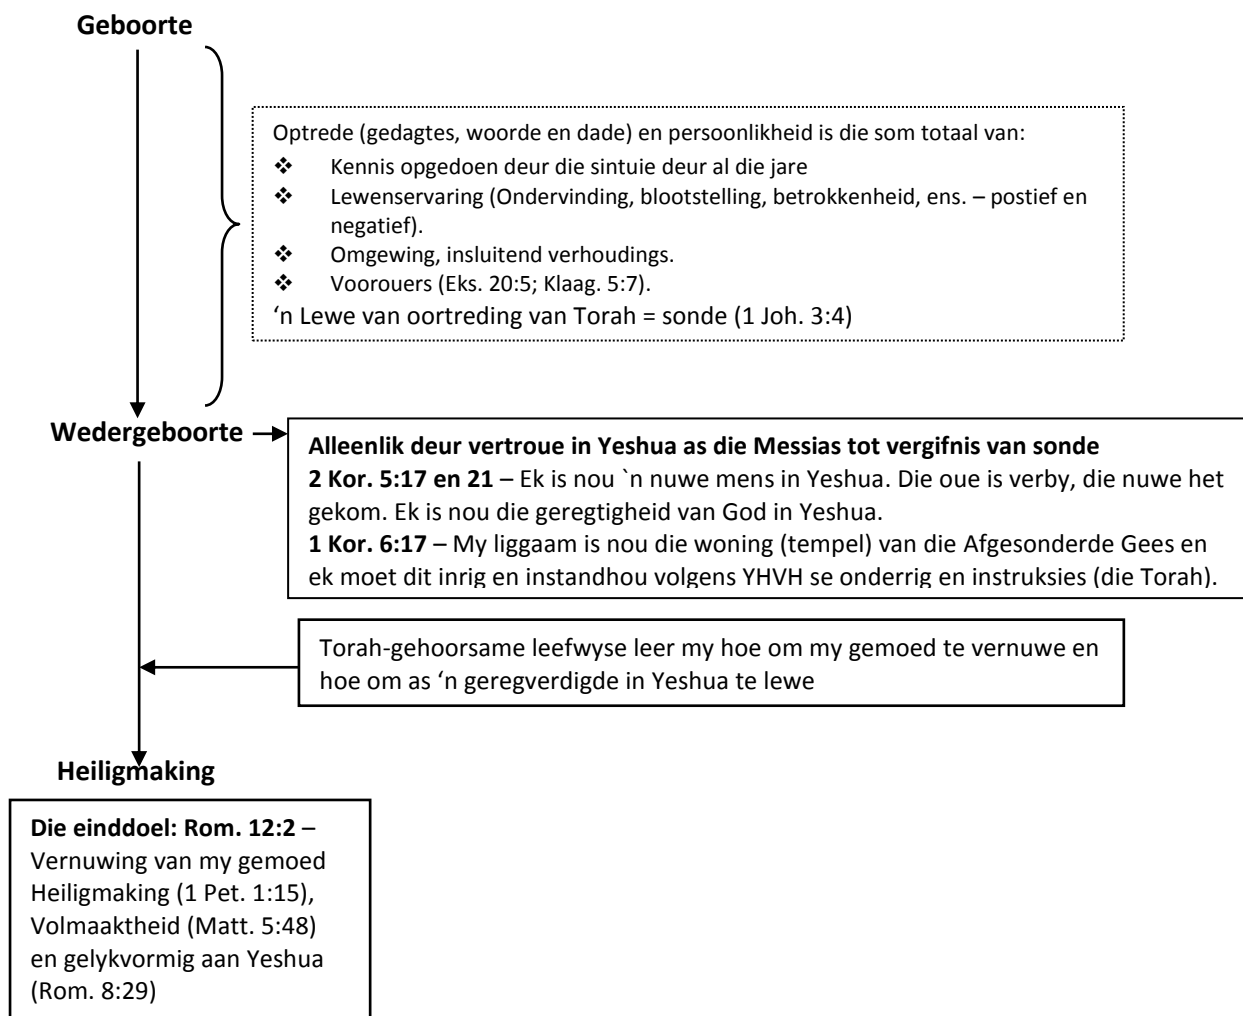 Geboorte
Optrede (gedagtes, woorde en dade) en persoonlikheid is die som totaal van:
❖ Kennis opgedoen deur die sintuie deur al die jare
❖ Lewenservaring (Ondervinding, blootstelling, betrokkenheid, ens. – postief en
negatief).
❖ Omgewing, insluitend verhoudings.
❖ Voorouers (Eks. 20:5; Klaag. 5:7).
‘n Lewe van oortreding van Torah = sonde (1 Joh. 3:4)
Wedergeboorte
Alleenlik deur vertroue in Yeshua as die Messias tot vergifnis van sonde
2 Kor. 5:17 en 21 – Ek is nou `n nuwe mens in Yeshua. Die oue is verby, die nuwe het
gekom. Ek is nou die geregtigheid van God in Yeshua.
1 Kor. 6:17 – My liggaam is nou die woning (tempel) van die Afgesonderde Gees en
ek moet dit inrig en instandhou volgens YHVH se onderrig en instruksies (die Torah).
Torah-gehoorsame leefwyse leer my hoe om my gemoed te vernuwe en
hoe om as ‘n geregverdigde in Yeshua te lewe
Heiligmaking
Die einddoel: Rom. 12:2 –
Vernuwing van my gemoed
Heiligmaking (1 Pet. 1:15),
Volmaaktheid (Matt. 5:48)
en gelykvormig aan Yeshua
(Rom. 8:29)